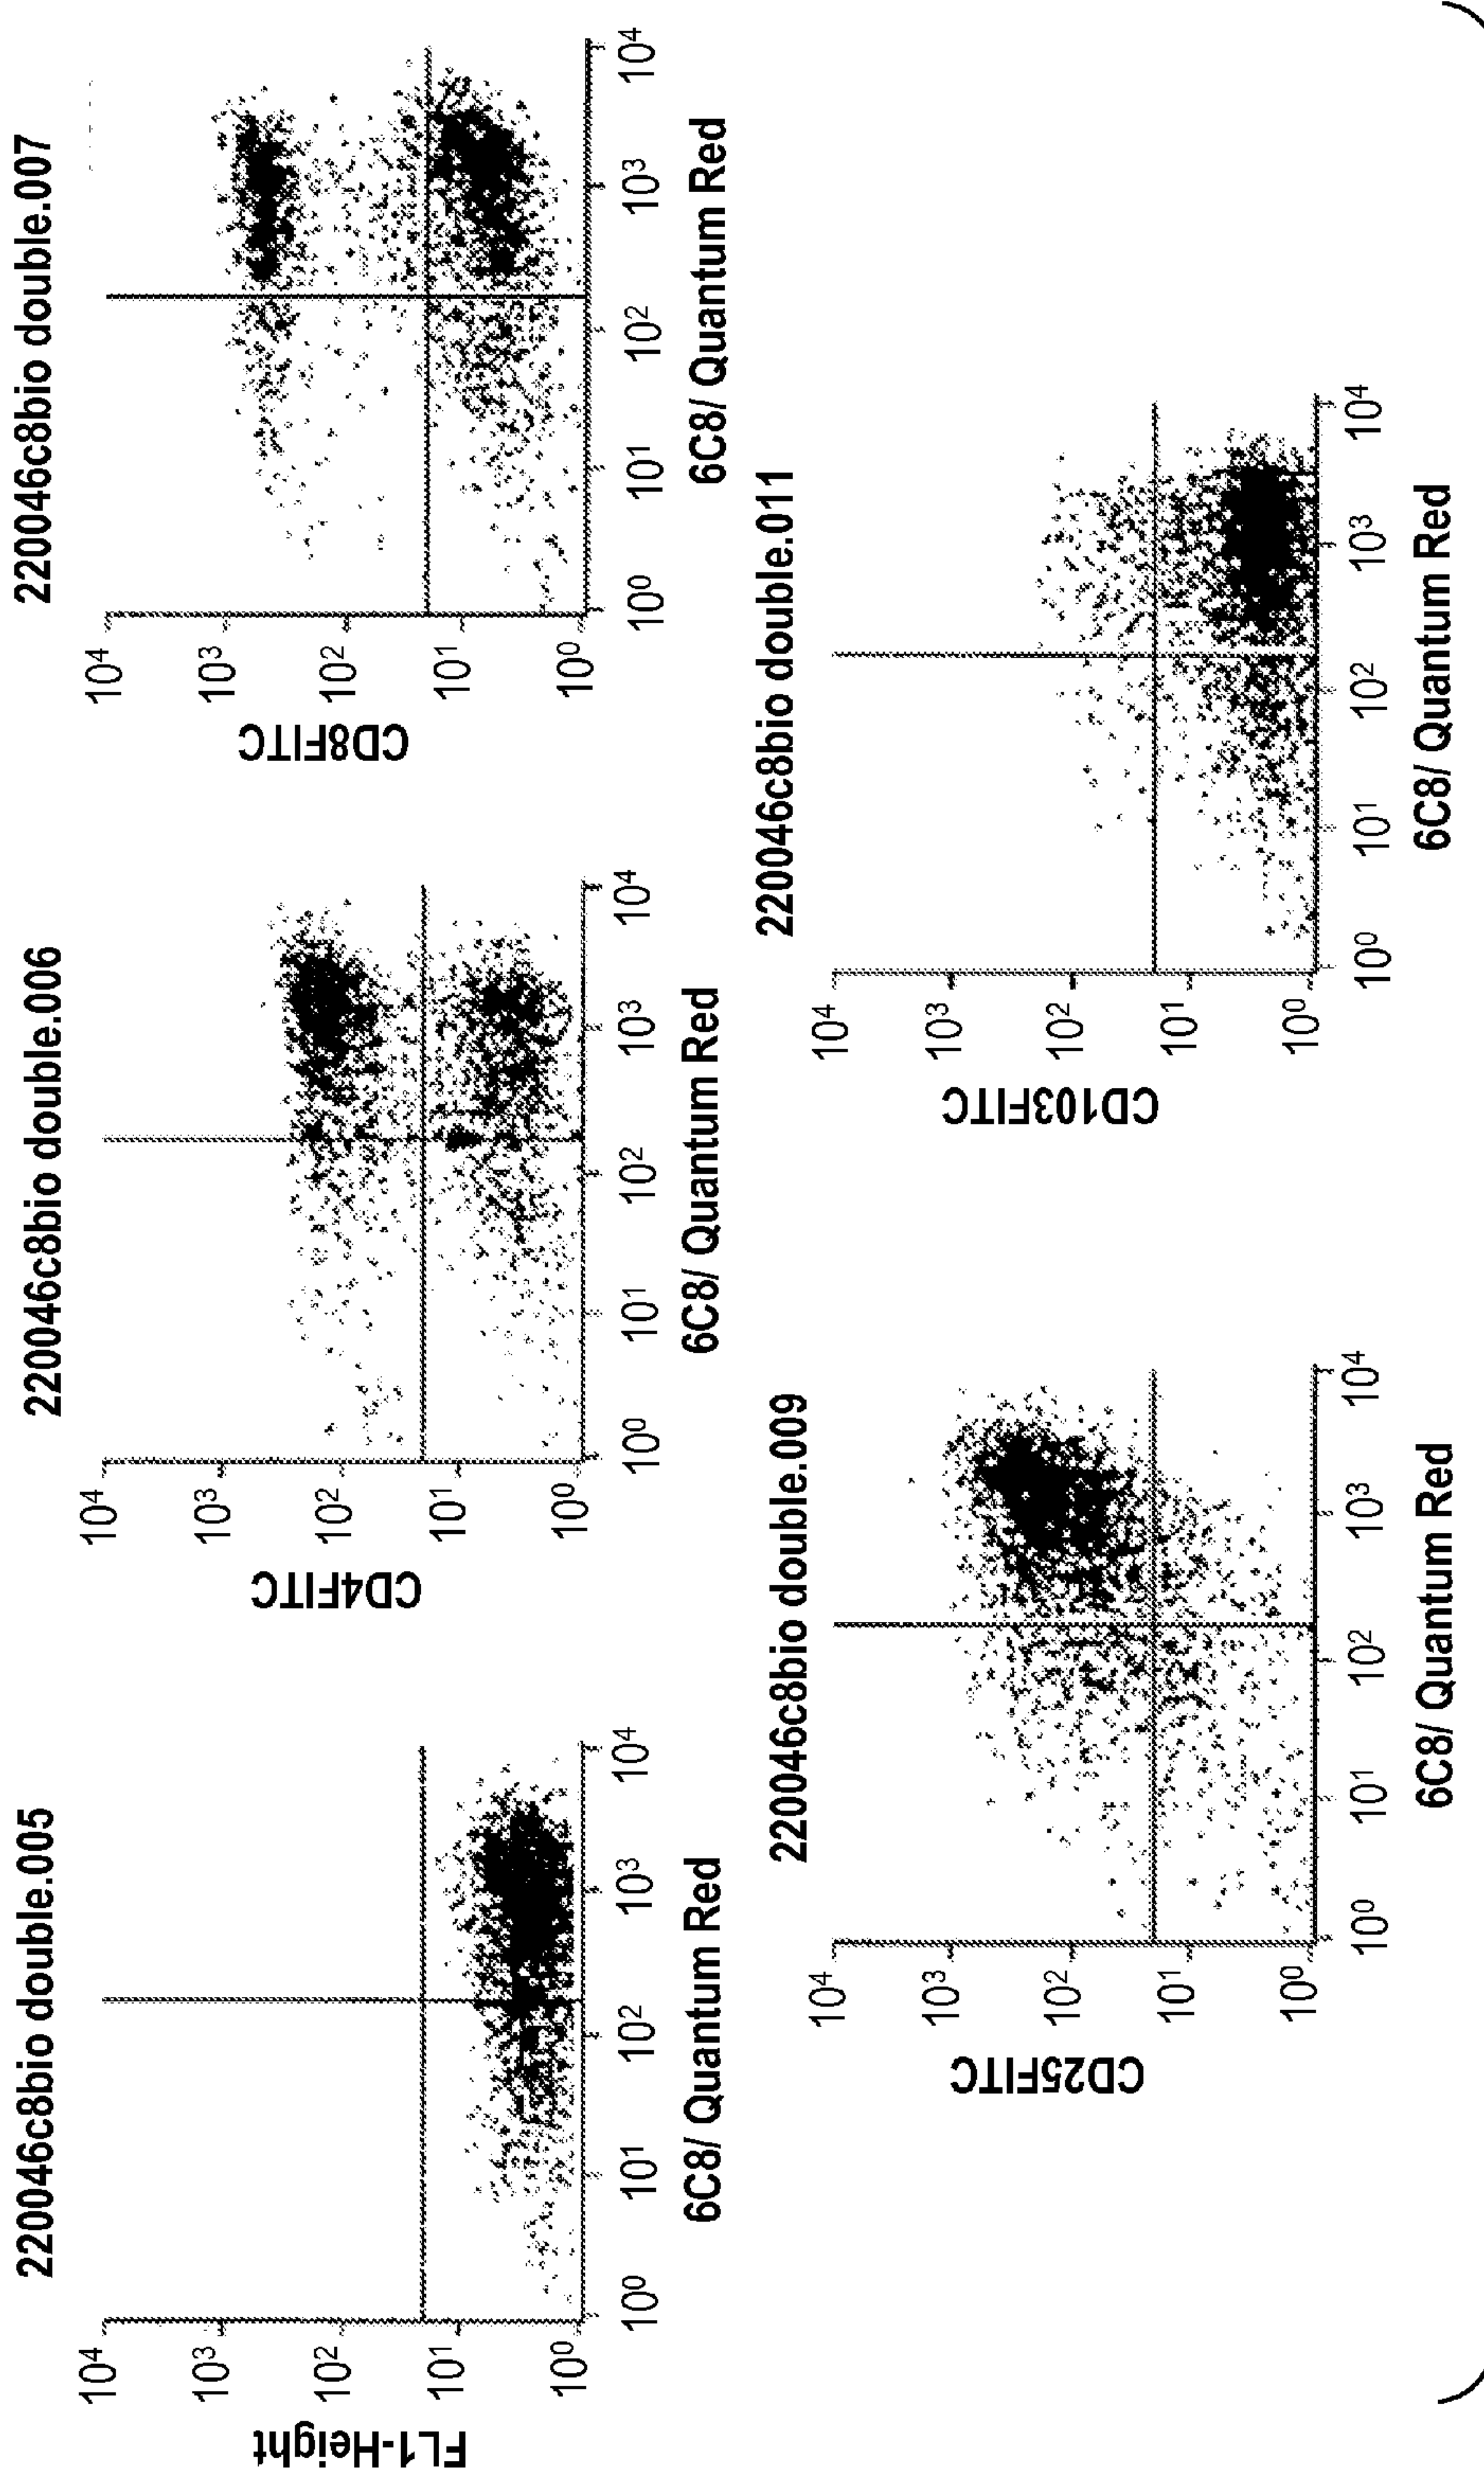 220046c8bio double.005
FL1-Height
10⁴
10³
10²
10¹
10⁰
10⁰ 10¹ 10² 10³ 10⁴
6C8/ Quantum Red
220046c8bio double.006
CD4FITC
10⁴
10³
10²
10¹
10⁰
10⁰ 10¹ 10² 10³ 10⁴
6C8/ Quantum Red
220046c8bio double.007
CD8FITC
10⁴
10³
10²
10¹
10⁰
10⁰ 10¹ 10² 10³ 10⁴
6C8/ Quantum Red
220046c8bio double.009
CD25FITC
10⁴
10³
10²
10¹
10⁰
10⁰ 10¹ 10² 10³ 10⁴
6C8/ Quantum Red
220046c8bio double.011
CD103FITC
10⁴
10³
10²
10¹
10⁰
10⁰ 10¹ 10² 10³ 10⁴
6C8/ Quantum Red